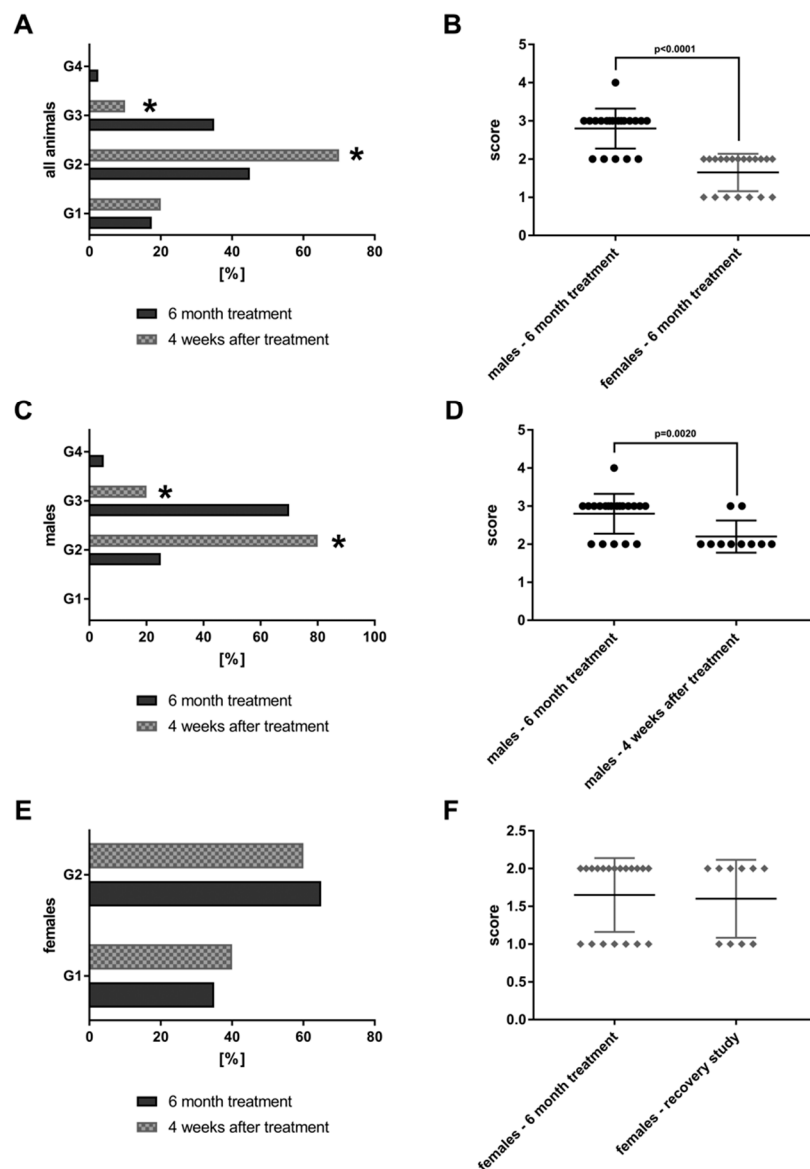 A
all animals
G4
G3
*
G2
*
G1
0 20 40 60 80
[%]
6 month treatment
4 weeks after treatment
B
score
5
4
3
2
1
0
p<0.0001
males - 6 month treatment
females - 6 month treatment
C
males
G4
G3
*
G2
*
G1
0 20 40 60 80 100
[%]
6 month treatment
4 weeks after treatment
D
score
5
4
3
2
1
0
p=0.0020
males - 6 month treatment
males - 4 weeks after treatment
E
females
G2
G1
0 20 40 60 80
[%]
6 month treatment
4 weeks after treatment
F
score
2.5
2.0
1.5
1.0
0.5
0.0
females - 6 month treatment
females - recovery study